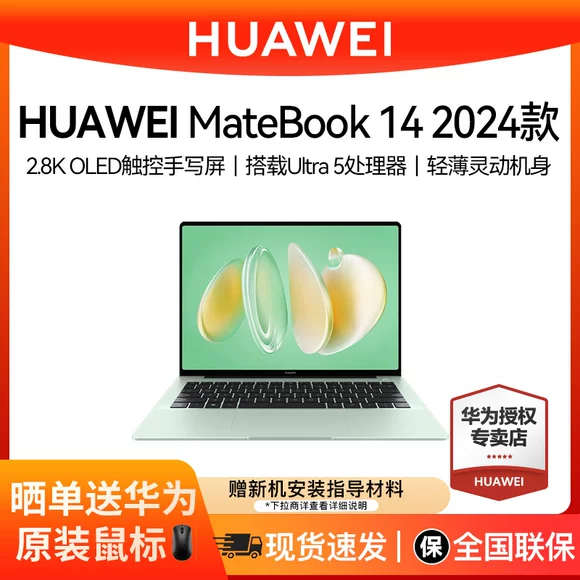 HUAWEI
HUAWEI MateBook 14 2024款
2.8K OLED触控手写屏丨搭载Ultra 5处理器丨轻薄灵动机身
HUAWEI
华为授权
专卖店
★★★★★
HUAWEI
晒单送华为
原装鼠标
赠新机安装指导材料
*下拉商详查看详细说明
现货速发
保
全国联保